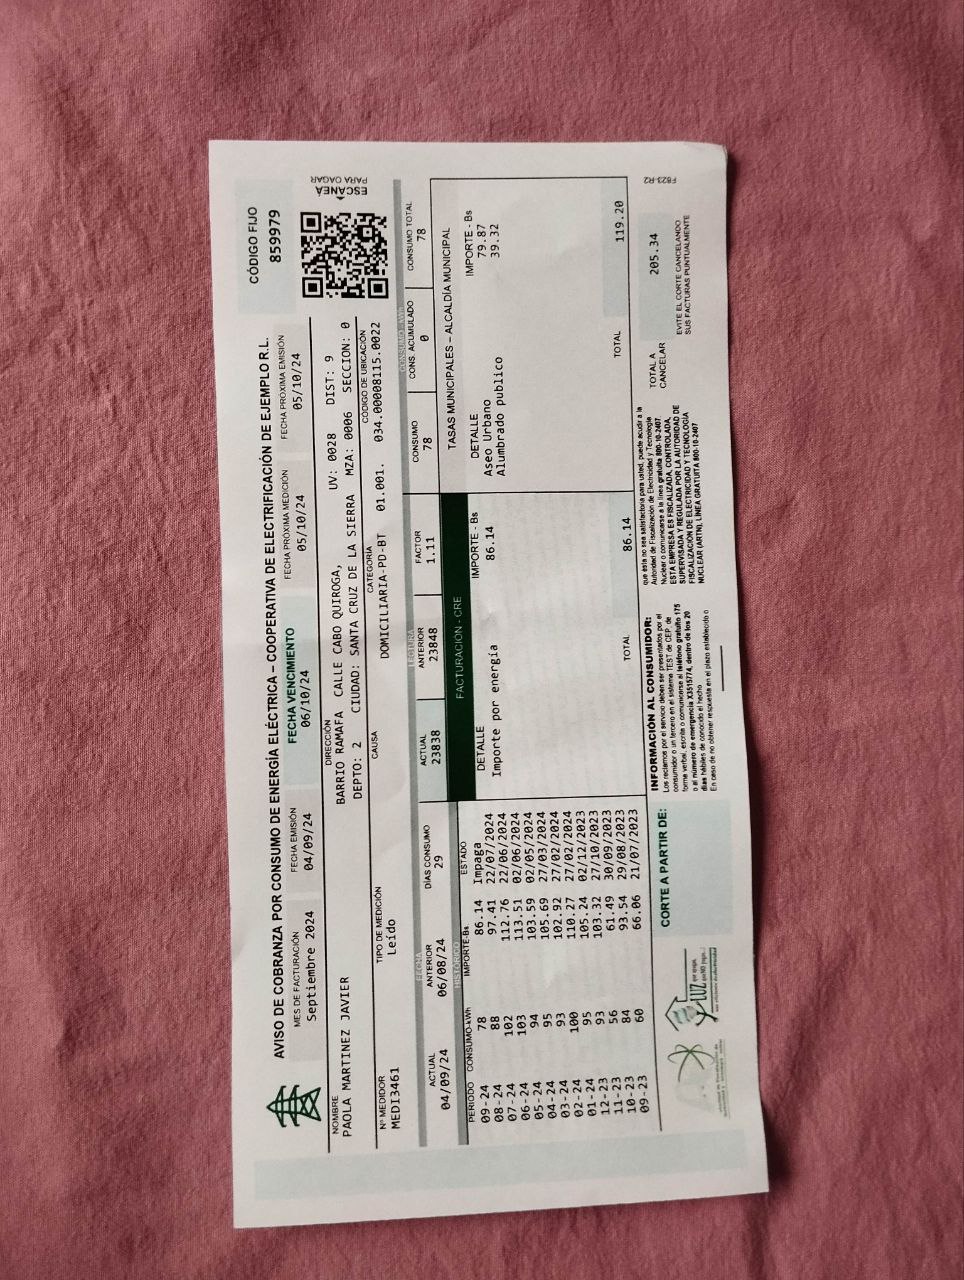 AVISO DE COBRANZA POR CONSUMO DE ENERGÍA ELÉCTRICA – COOPERATIVA DE ELECTRIFICACIÓN DE EJEMPLO R.L.
CÓDIGO FIJO
859979
MES DE FACTURACIÓN
Septiembre 2024
FECHA EMISIÓN
04/09/24
FECHA VENCIMIENTO
06/10/24
FECHA PRÓXIMA MEDICIÓN
05/10/24
FECHA PRÓXIMA EMISIÓN
05/10/24
ESCANEÁ
PARA PAGAR
NOMBRE
PAOLA MARTINEZ JAVIER
DIRECCIÓN
BARRIO RAMAFA CALLE CABO QUIROGA, UV: 0028 DIST: 9
DEPTO: 2 CIUDAD: SANTA CRUZ DE LA SIERRA MZA: 0006 SECCION: 0
Nº MEDIDOR
MEDI3461
TIPO DE MEDICIÓN
Leído
CAUSA
CATEGORÍA
DOMICILIARIA-PD-BT
CÓDIGO DE UBICACIÓN
01.001. 034.00008115.0022
FECHA
ACTUAL
04/09/24
ANTERIOR
06/08/24
DÍAS CONSUMO
29
LECTURA
ACTUAL
23838
ANTERIOR
23848
FACTOR
1.11
CONSUMO - kWh
CONSUMO
78
CONS. ACUMULADO
0
CONSUMO TOTAL
78
HISTÓRICO
PERIODO CONSUMO-kWh IMPORTE-Bs ESTADO
09-24 78 86.14 Impaga
08-24 88 97.41 22/07/2024
07-24 102 112.76 22/06/2024
06-24 103 113.51 02/06/2024
05-24 94 103.59 02/05/2024
04-24 95 105.69 27/03/2024
03-24 93 102.92 27/02/2024
02-24 100 110.27 27/02/2024
01-24 95 105.24 02/12/2023
12-23 93 103.32 27/10/2023
11-23 56 61.49 30/09/2023
10-23 84 93.54 29/08/2023
09-23 60 66.06 21/07/2023
FACTURACIÓN - CRE
DETALLE IMPORTE - Bs
Importe por energía 86.14
TOTAL 86.14
TASAS MUNICIPALES – ALCALDÍA MUNICIPAL
DETALLE IMPORTE - Bs
Aseo Urbano 79.87
Alumbrado publico 39.32
TOTAL 119.20
LUZ
CORTE A PARTIR DE:
INFORMACIÓN AL CONSUMIDOR:
Los reclamos por el servicio deben ser presentados por el
consumidor o un tercero en el sistema TEST de CEP, de
forma verbal, escrita o comunicarse al teléfono gratuito 175
o al número de emergencia X3515774, dentro de los 20
días hábiles de conocido el hecho
En caso de no obtener respuesta en el plazo establecido o
que ésta no sea satisfactoria para usted, puede acudir a la
Autoridad de Fiscalización de Electricidad y Tecnología
Nuclear o comunicarse a la línea gratuita 800-10-2407
ESTA EMPRESA ES FISCALIZADA, CONTROLADA,
SUPERVISADA Y REGULADA POR LA AUTORIDAD DE
FISCALIZACIÓN DE ELECTRICIDAD Y TECNOLOGÍA
NUCLEAR (AETN), LÍNEA GRATUITA 800-10-2407
TOTAL A
CANCELAR
205.34
EVITE EL CORTE CANCELANDO
SUS FACTURAS PUNTUALMENTE
F823-R2